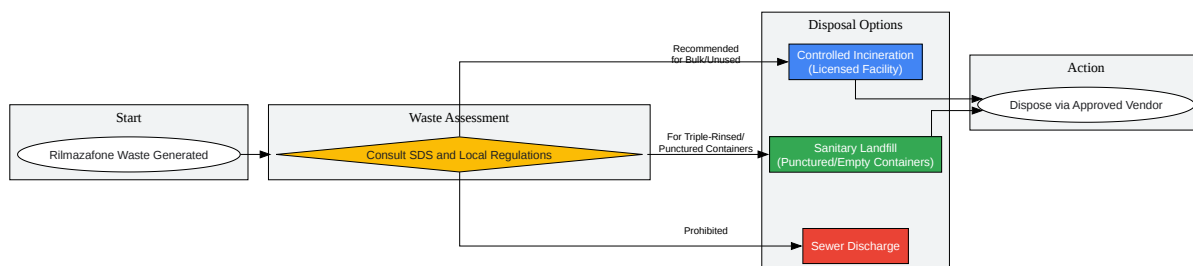 Start
Rilmazafone Waste Generated
Waste Assessment
Consult SDS and Local Regulations
Recommended
for Bulk/Unused
For Triple-Rinsed/
Punctured Containers
Prohibited
Disposal Options
Controlled Incineration
(Licensed Facility)
Sanitary Landfill
(Punctured/Empty Containers)
Sewer Discharge
Action
Dispose via Approved Vendor